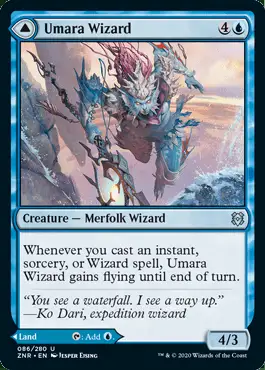 Umara Wizard 4
Creature — Merfolk Wizard
Whenever you cast an instant,
sorcery, or Wizard spell, Umara
Wizard gains flying until end of turn.
“You see a waterfall. I see a way up.”
—Ko Dari, expedition wizard
Land : Add
4/3
086/280 U
ZNR • EN Jesper Ejsing
™ & © 2020 Wizards of the Coast